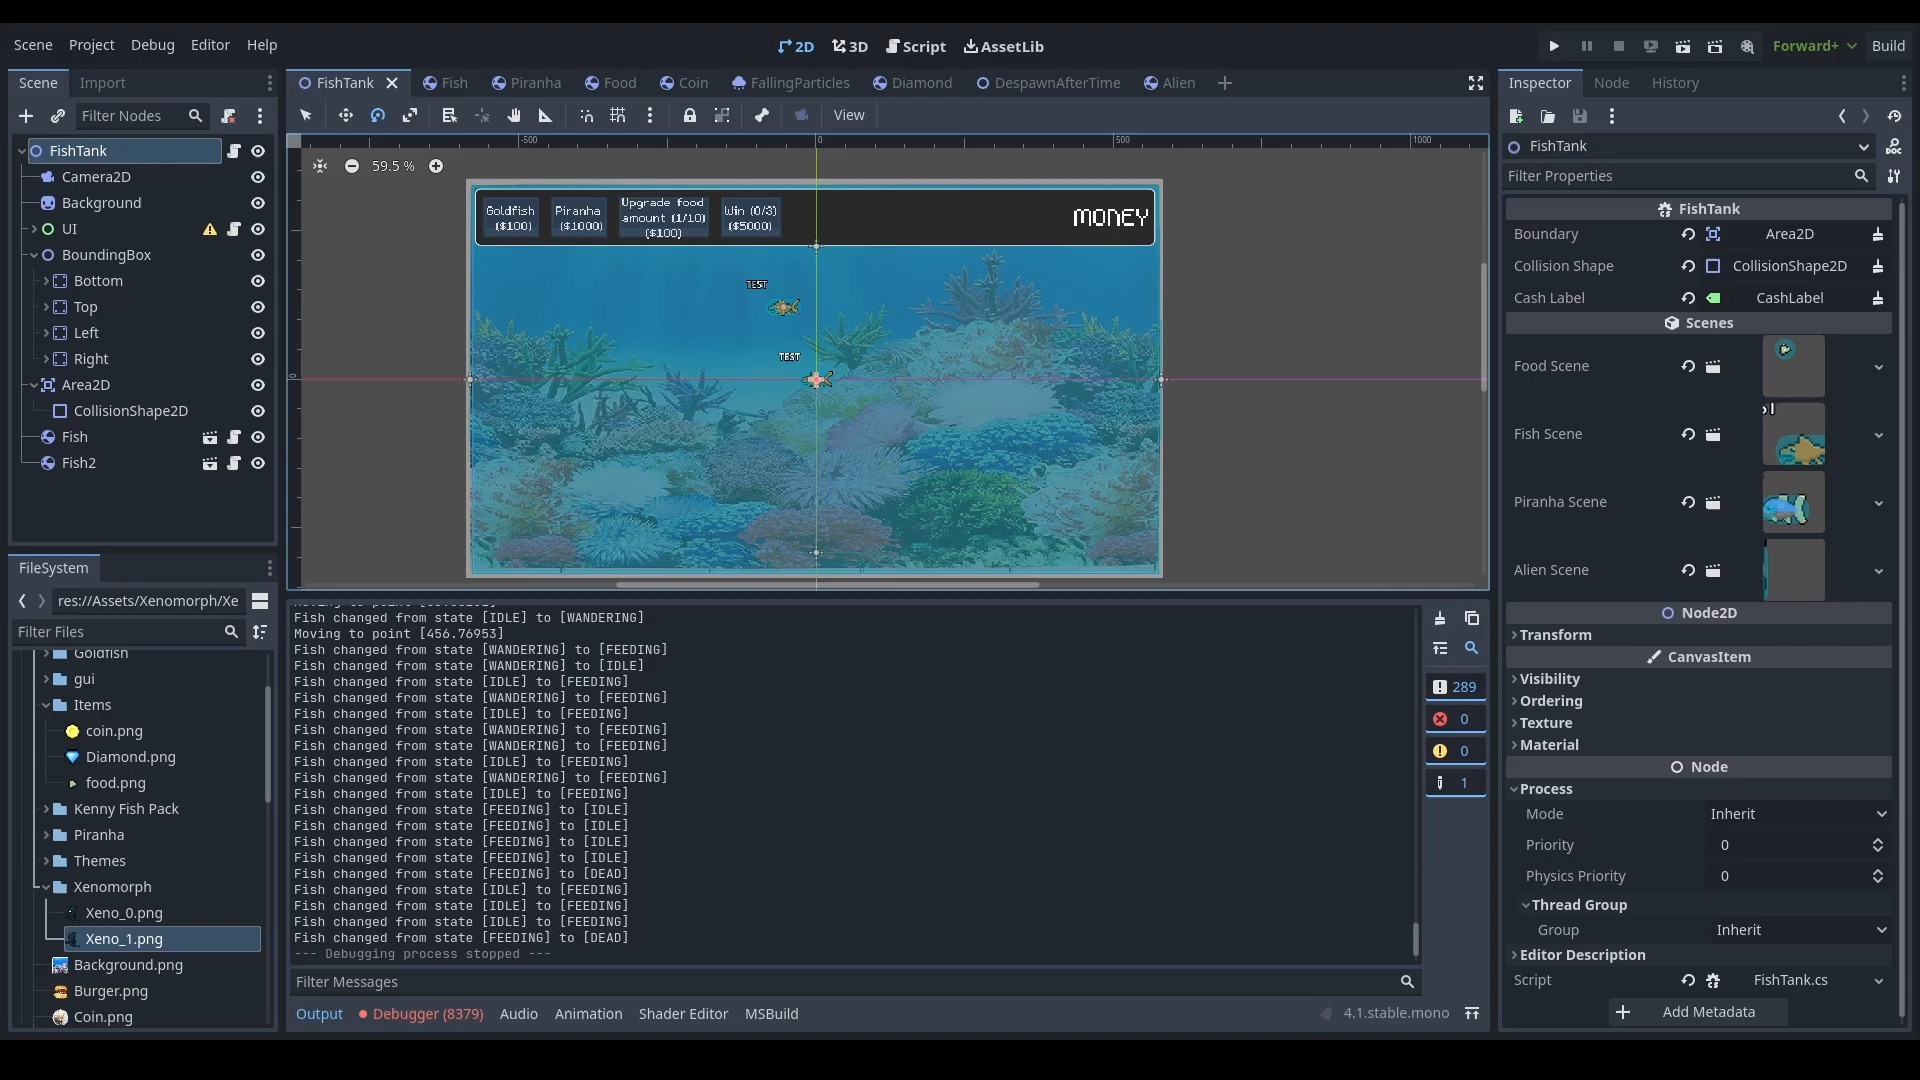 Scene Project Debug Editor Help
2D 3D Script AssetLib
Forward+ Build
Scene Import
FishTank Fish Piranha Food Coin FallingParticles Diamond DespawnAfterTime Alien
Inspector Node History
Filter Nodes
View
FishTank
Camera2D
Background
UI
BoundingBox
Bottom
Top
Left
Right
Area2D
CollisionShape2D
Fish
Fish2
-500 0 500 1000
0
59.5 %
Goldfish
($100)
Piranha
($1000)
Upgrade food
amount (1/10)
($100)
Win (0/3)
($5000)
MONEY
TEST
TEST
FileSystem
res://Assets/Xenomorph/Xe
Filter Files
Goldfish
gui
Items
coin.png
Diamond.png
food.png
Kenny Fish Pack
Piranha
Themes
Xenomorph
Xeno_0.png
Xeno_1.png
Background.png
Burger.png
Coin.png
Fish changed from state [IDLE] to [WANDERING]
Moving to point [456.76953]
Fish changed from state [WANDERING] to [FEEDING]
Fish changed from state [WANDERING] to [IDLE]
Fish changed from state [IDLE] to [FEEDING]
Fish changed from state [WANDERING] to [FEEDING]
Fish changed from state [IDLE] to [FEEDING]
Fish changed from state [WANDERING] to [FEEDING]
Fish changed from state [WANDERING] to [FEEDING]
Fish changed from state [IDLE] to [FEEDING]
Fish changed from state [WANDERING] to [FEEDING]
Fish changed from state [IDLE] to [FEEDING]
Fish changed from state [FEEDING] to [IDLE]
Fish changed from state [FEEDING] to [IDLE]
Fish changed from state [FEEDING] to [IDLE]
Fish changed from state [FEEDING] to [IDLE]
Fish changed from state [FEEDING] to [DEAD]
Fish changed from state [IDLE] to [FEEDING]
Fish changed from state [IDLE] to [FEEDING]
Fish changed from state [IDLE] to [FEEDING]
Fish changed from state [FEEDING] to [DEAD]
--- Debugging process stopped ---
289
0
0
1
Filter Messages
Output Debugger (8379) Audio Animation Shader Editor MSBuild
4.1.stable.mono
FishTank
Filter Properties
FishTank
Boundary Area2D
Collision Shape CollisionShape2D
Cash Label CashLabel
Scenes
Food Scene
Fish Scene
Piranha Scene
Alien Scene
Node2D
Transform
CanvasItem
Visibility
Ordering
Texture
Material
Node
Process
Mode Inherit
Priority 0
Physics Priority 0
Thread Group
Group Inherit
Editor Description
Script FishTank.cs
Add Metadata